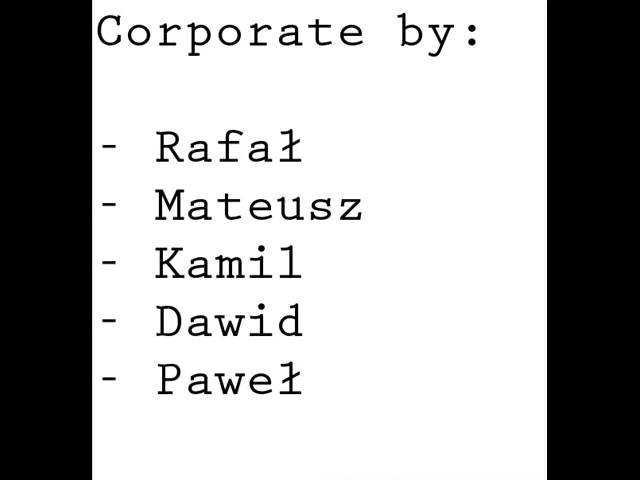 Corporate by:
- Rafał
- Mateusz
- Kamil
- Dawid
- Paweł